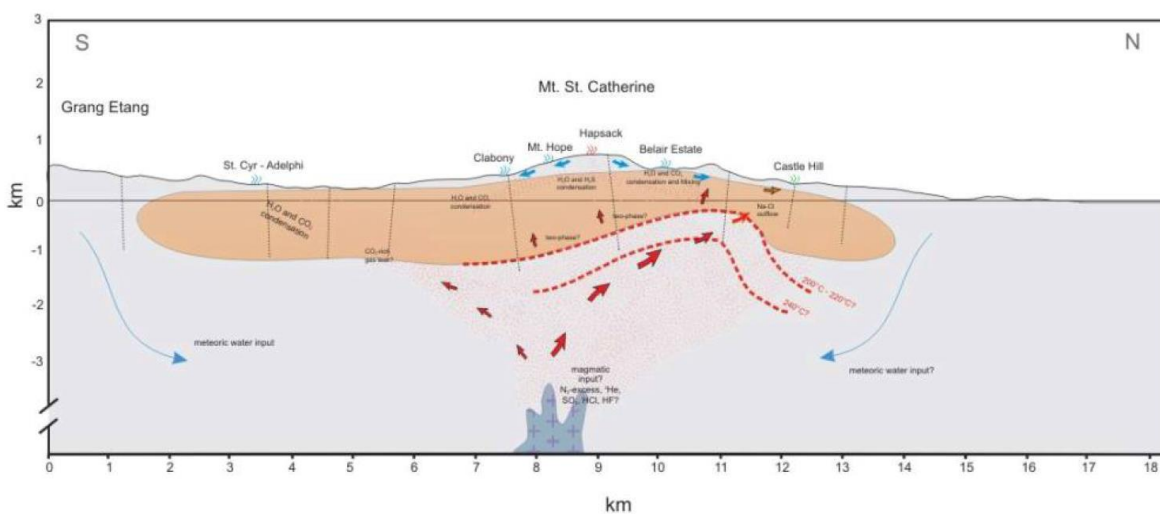 3
S
N
2
Mt. St. Catherine
Grang Etang
Hapsack
1
Mt. Hope
St. Cyr - Adelphi
Clabony
Belair Estate
Castle Hill
km
0
H₂O and CO₂
condensation
H₂O and CO₂
condensation
H₂O and H₂S
condensation
H₂O and CO₂
condensation and Mixing
Na-Cl
outflow
two-phase?
two-phase?
-1
CO₂-rich
gas leak?
200°C - 220°C?
240°C?
-2
meteoric water input
-3
magmatic
input?
N₂-excess, ³He,
SO₂, HCl, HF?
meteoric water input?
0 1 2 3 4 5 6 7 8 9 10 11 12 13 14 15 16 17 18
km